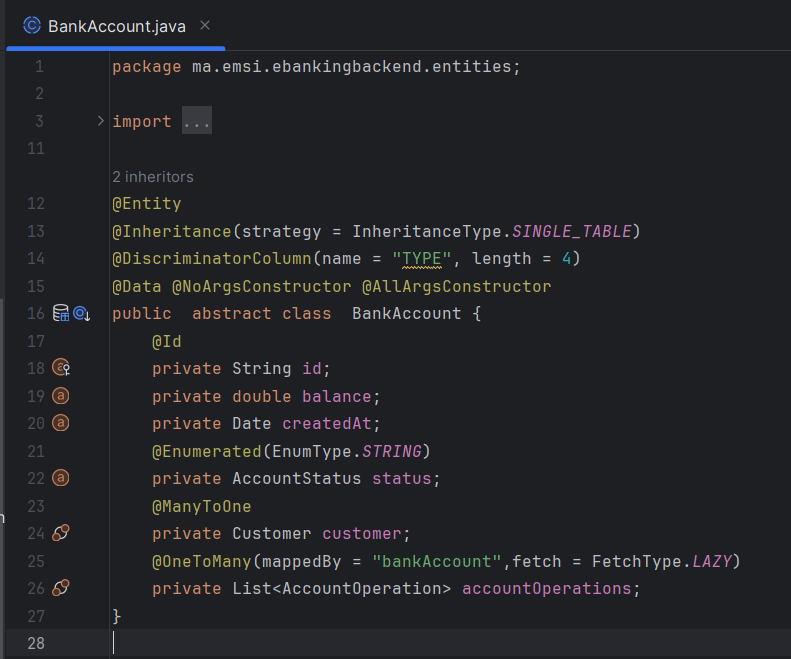 BankAccount.java
1 package ma.emsi.ebankingbackend.entities;
2
3 import ...
11
2 inheritors
12 @Entity
13 @Inheritance(strategy = InheritanceType.SINGLE_TABLE)
14 @DiscriminatorColumn(name = "TYPE", length = 4)
15 @Data @NoArgsConstructor @AllArgsConstructor
16 public  abstract class  BankAccount {
17     @Id
18     private String id;
19     private double balance;
20     private Date createdAt;
21     @Enumerated(EnumType.STRING)
22     private AccountStatus status;
23     @ManyToOne
24     private Customer customer;
25     @OneToMany(mappedBy = "bankAccount",fetch = FetchType.LAZY)
26     private List<AccountOperation> accountOperations;
27 }
28